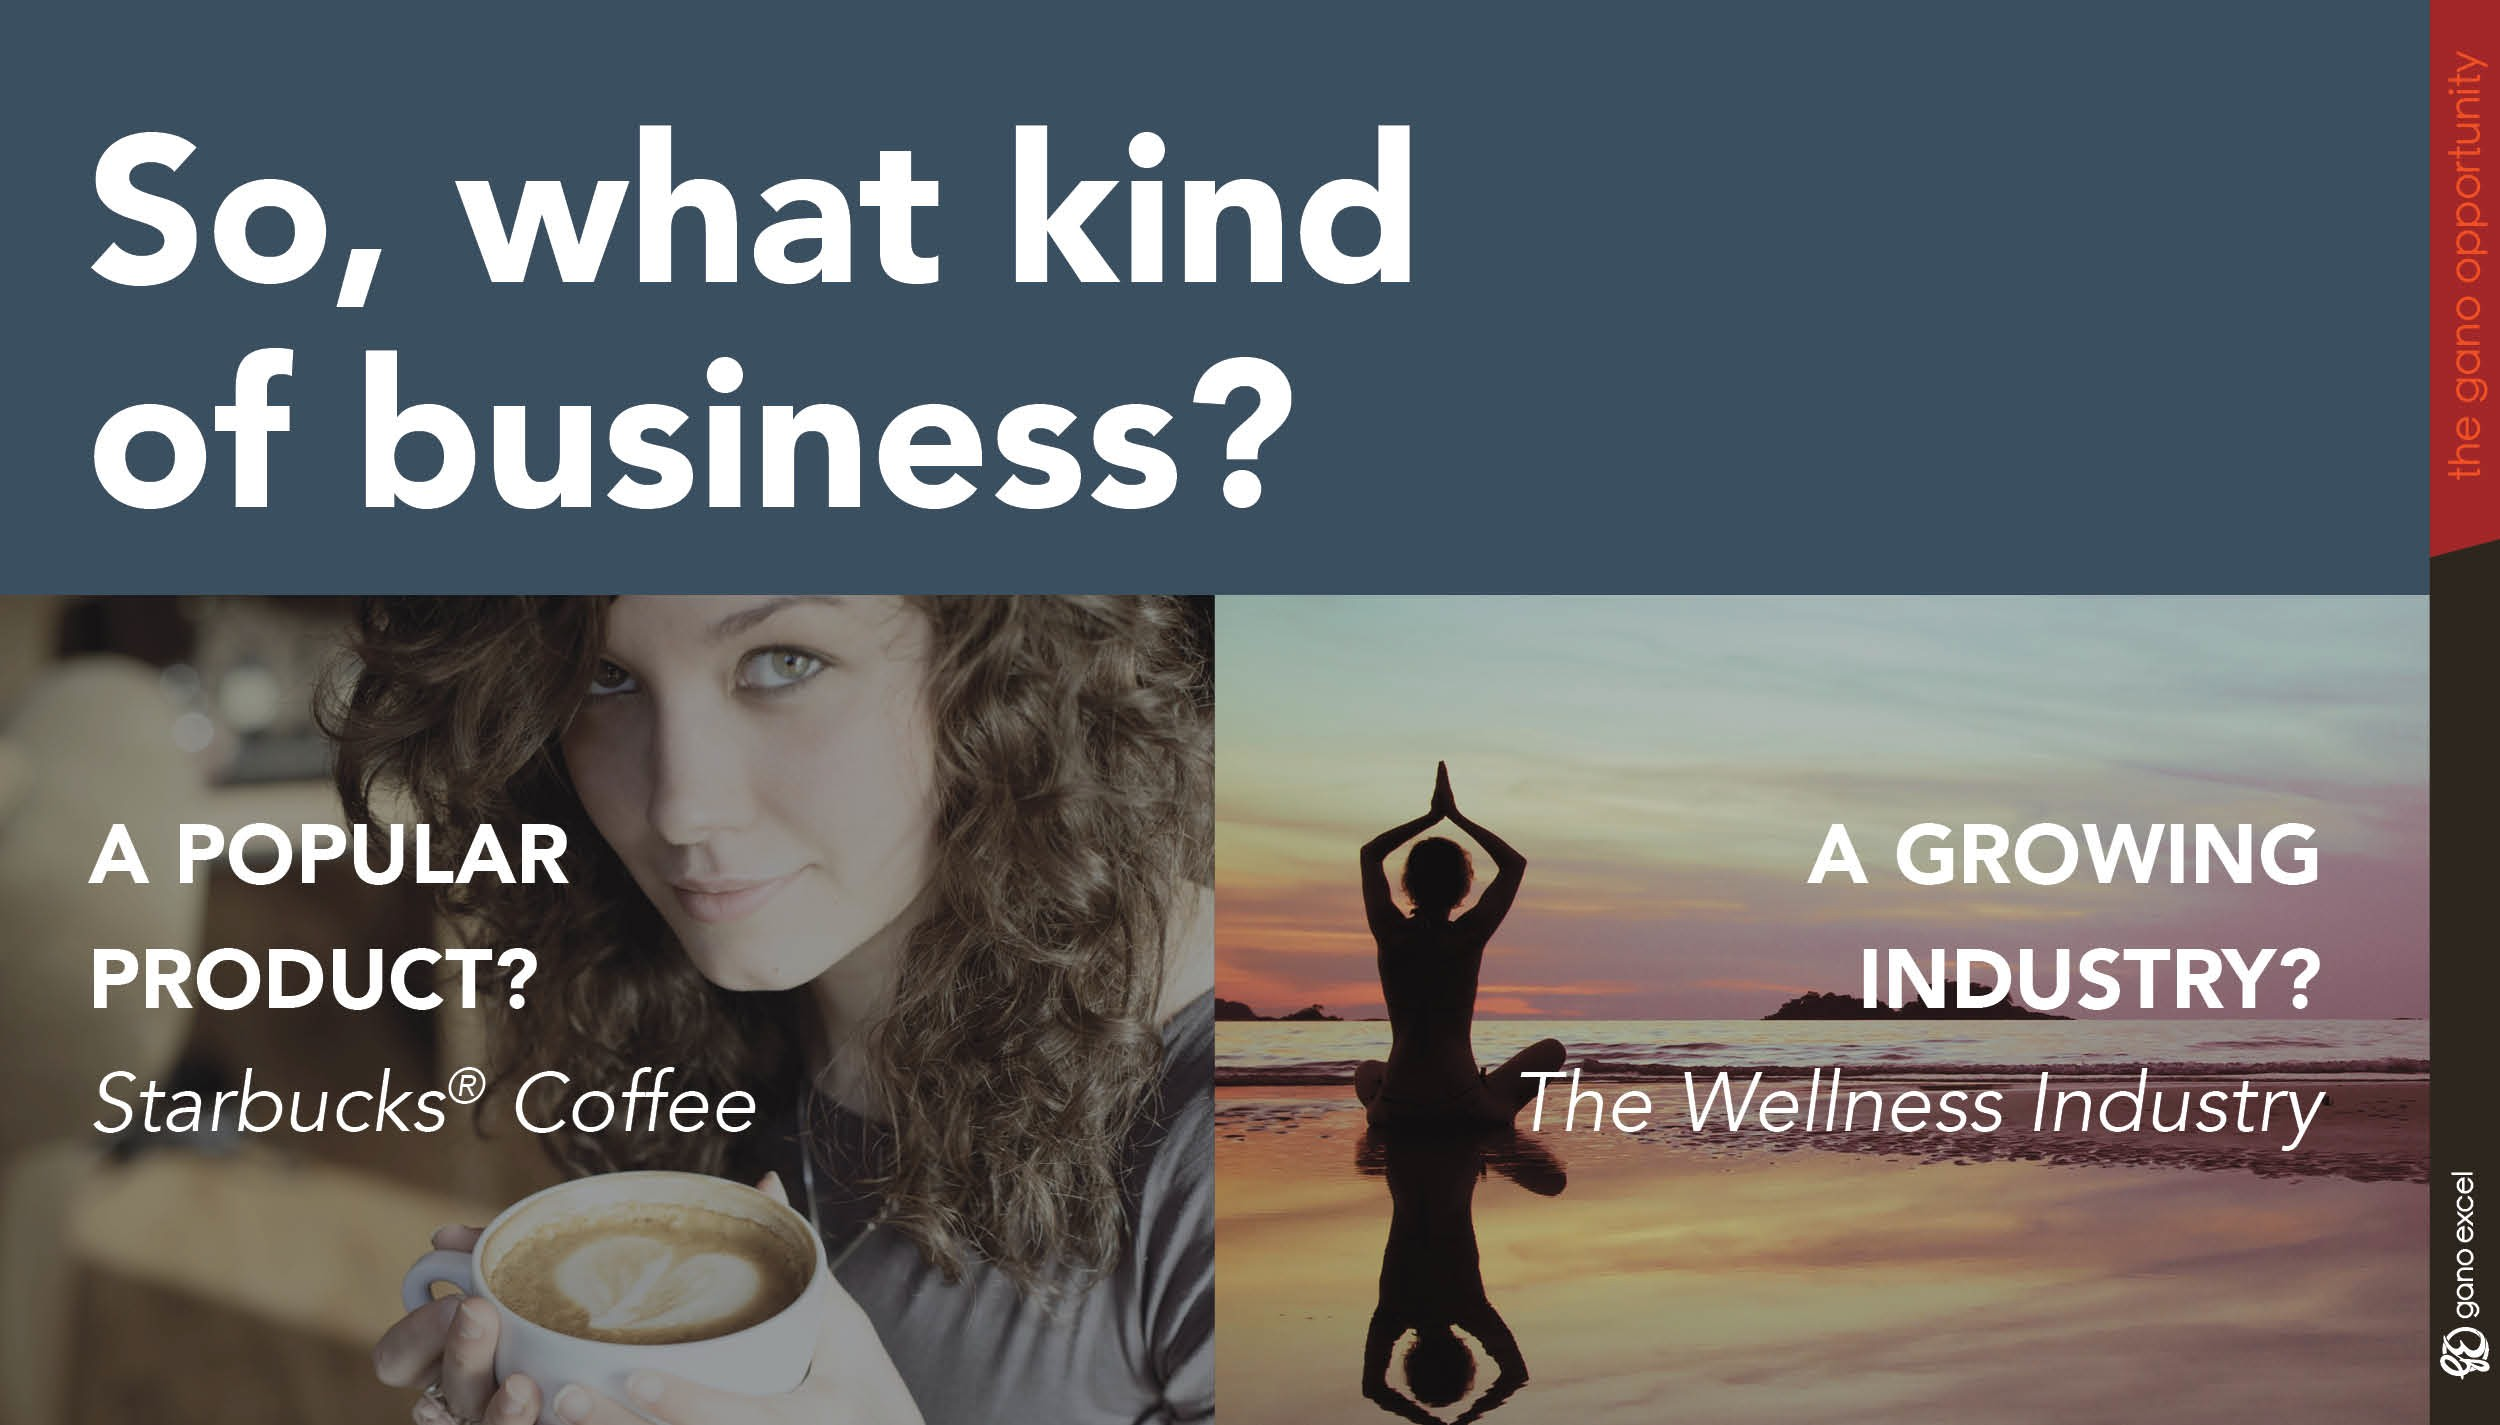 So, what kind
of business?
A POPULAR
PRODUCT?
Starbucks® Coffee
A GROWING
INDUSTRY?
The Wellness Industry
the gano opportunity
gano excel